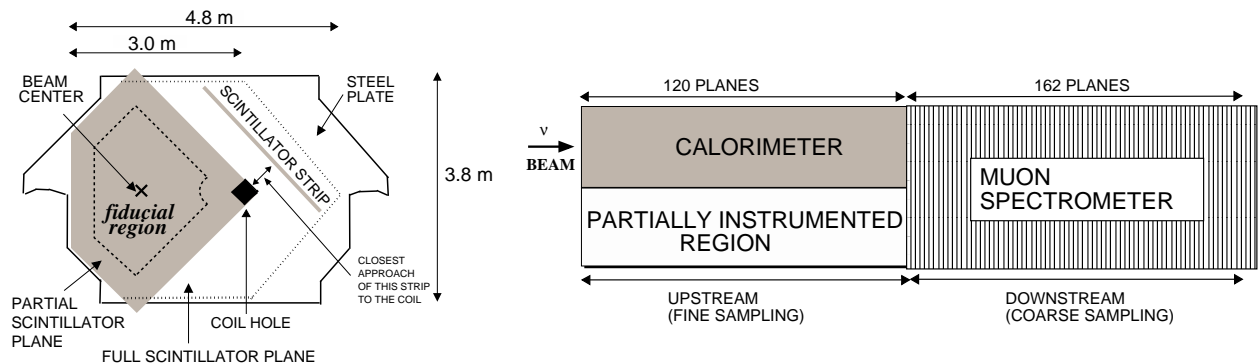 4.8 m
3.0 m
BEAM
CENTER
STEEL
PLATE
SCINTILLATOR STRIP
3.8 m
fiducial
region
CLOSEST
APPROACH
OF THIS STRIP
TO THE COIL
PARTIAL
SCINTILLATOR
PLANE
COIL HOLE
FULL SCINTILLATOR PLANE
120 PLANES
162 PLANES
ν
BEAM
CALORIMETER
MUON
SPECTROMETER
PARTIALLY INSTRUMENTED
REGION
UPSTREAM
(FINE SAMPLING)
DOWNSTREAM
(COARSE SAMPLING)